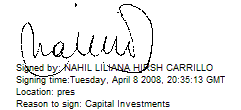 Signed by: NAHIL LILIANA HIRSH CARRILLO
Signing time:Tuesday, April 8 2008, 20:35:13 GMT
Location: pres
Reason to sign: Capital Investments